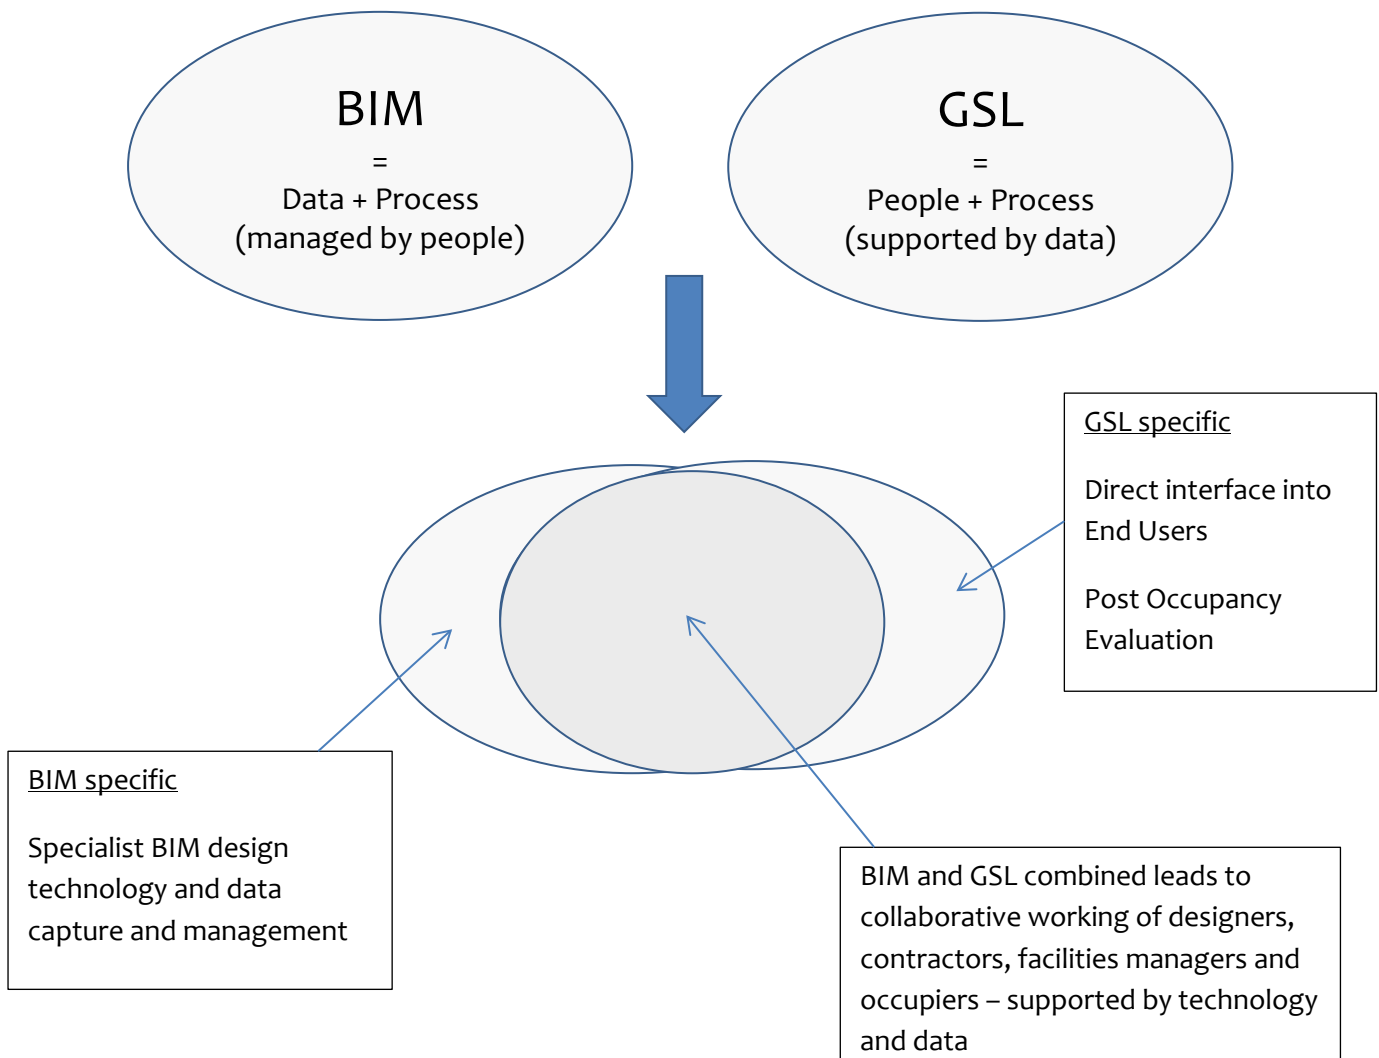 BIM
=
Data + Process
(managed by people)
GSL
=
People + Process
(supported by data)
GSL specific
Direct interface into
End Users
Post Occupancy
Evaluation
BIM specific
Specialist BIM design
technology and data
capture and management
BIM and GSL combined leads to
collaborative working of designers,
contractors, facilities managers and
occupiers – supported by technology
and data